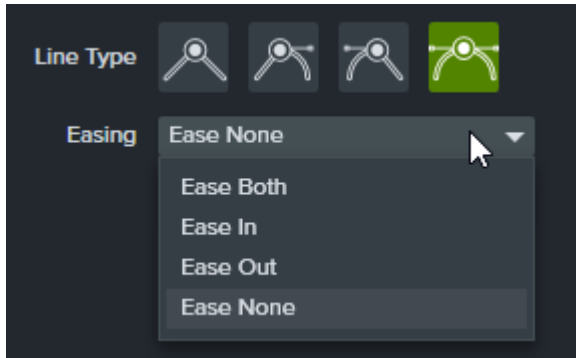 Line Type
Easing
Ease None
Ease Both
Ease In
Ease Out
Ease None